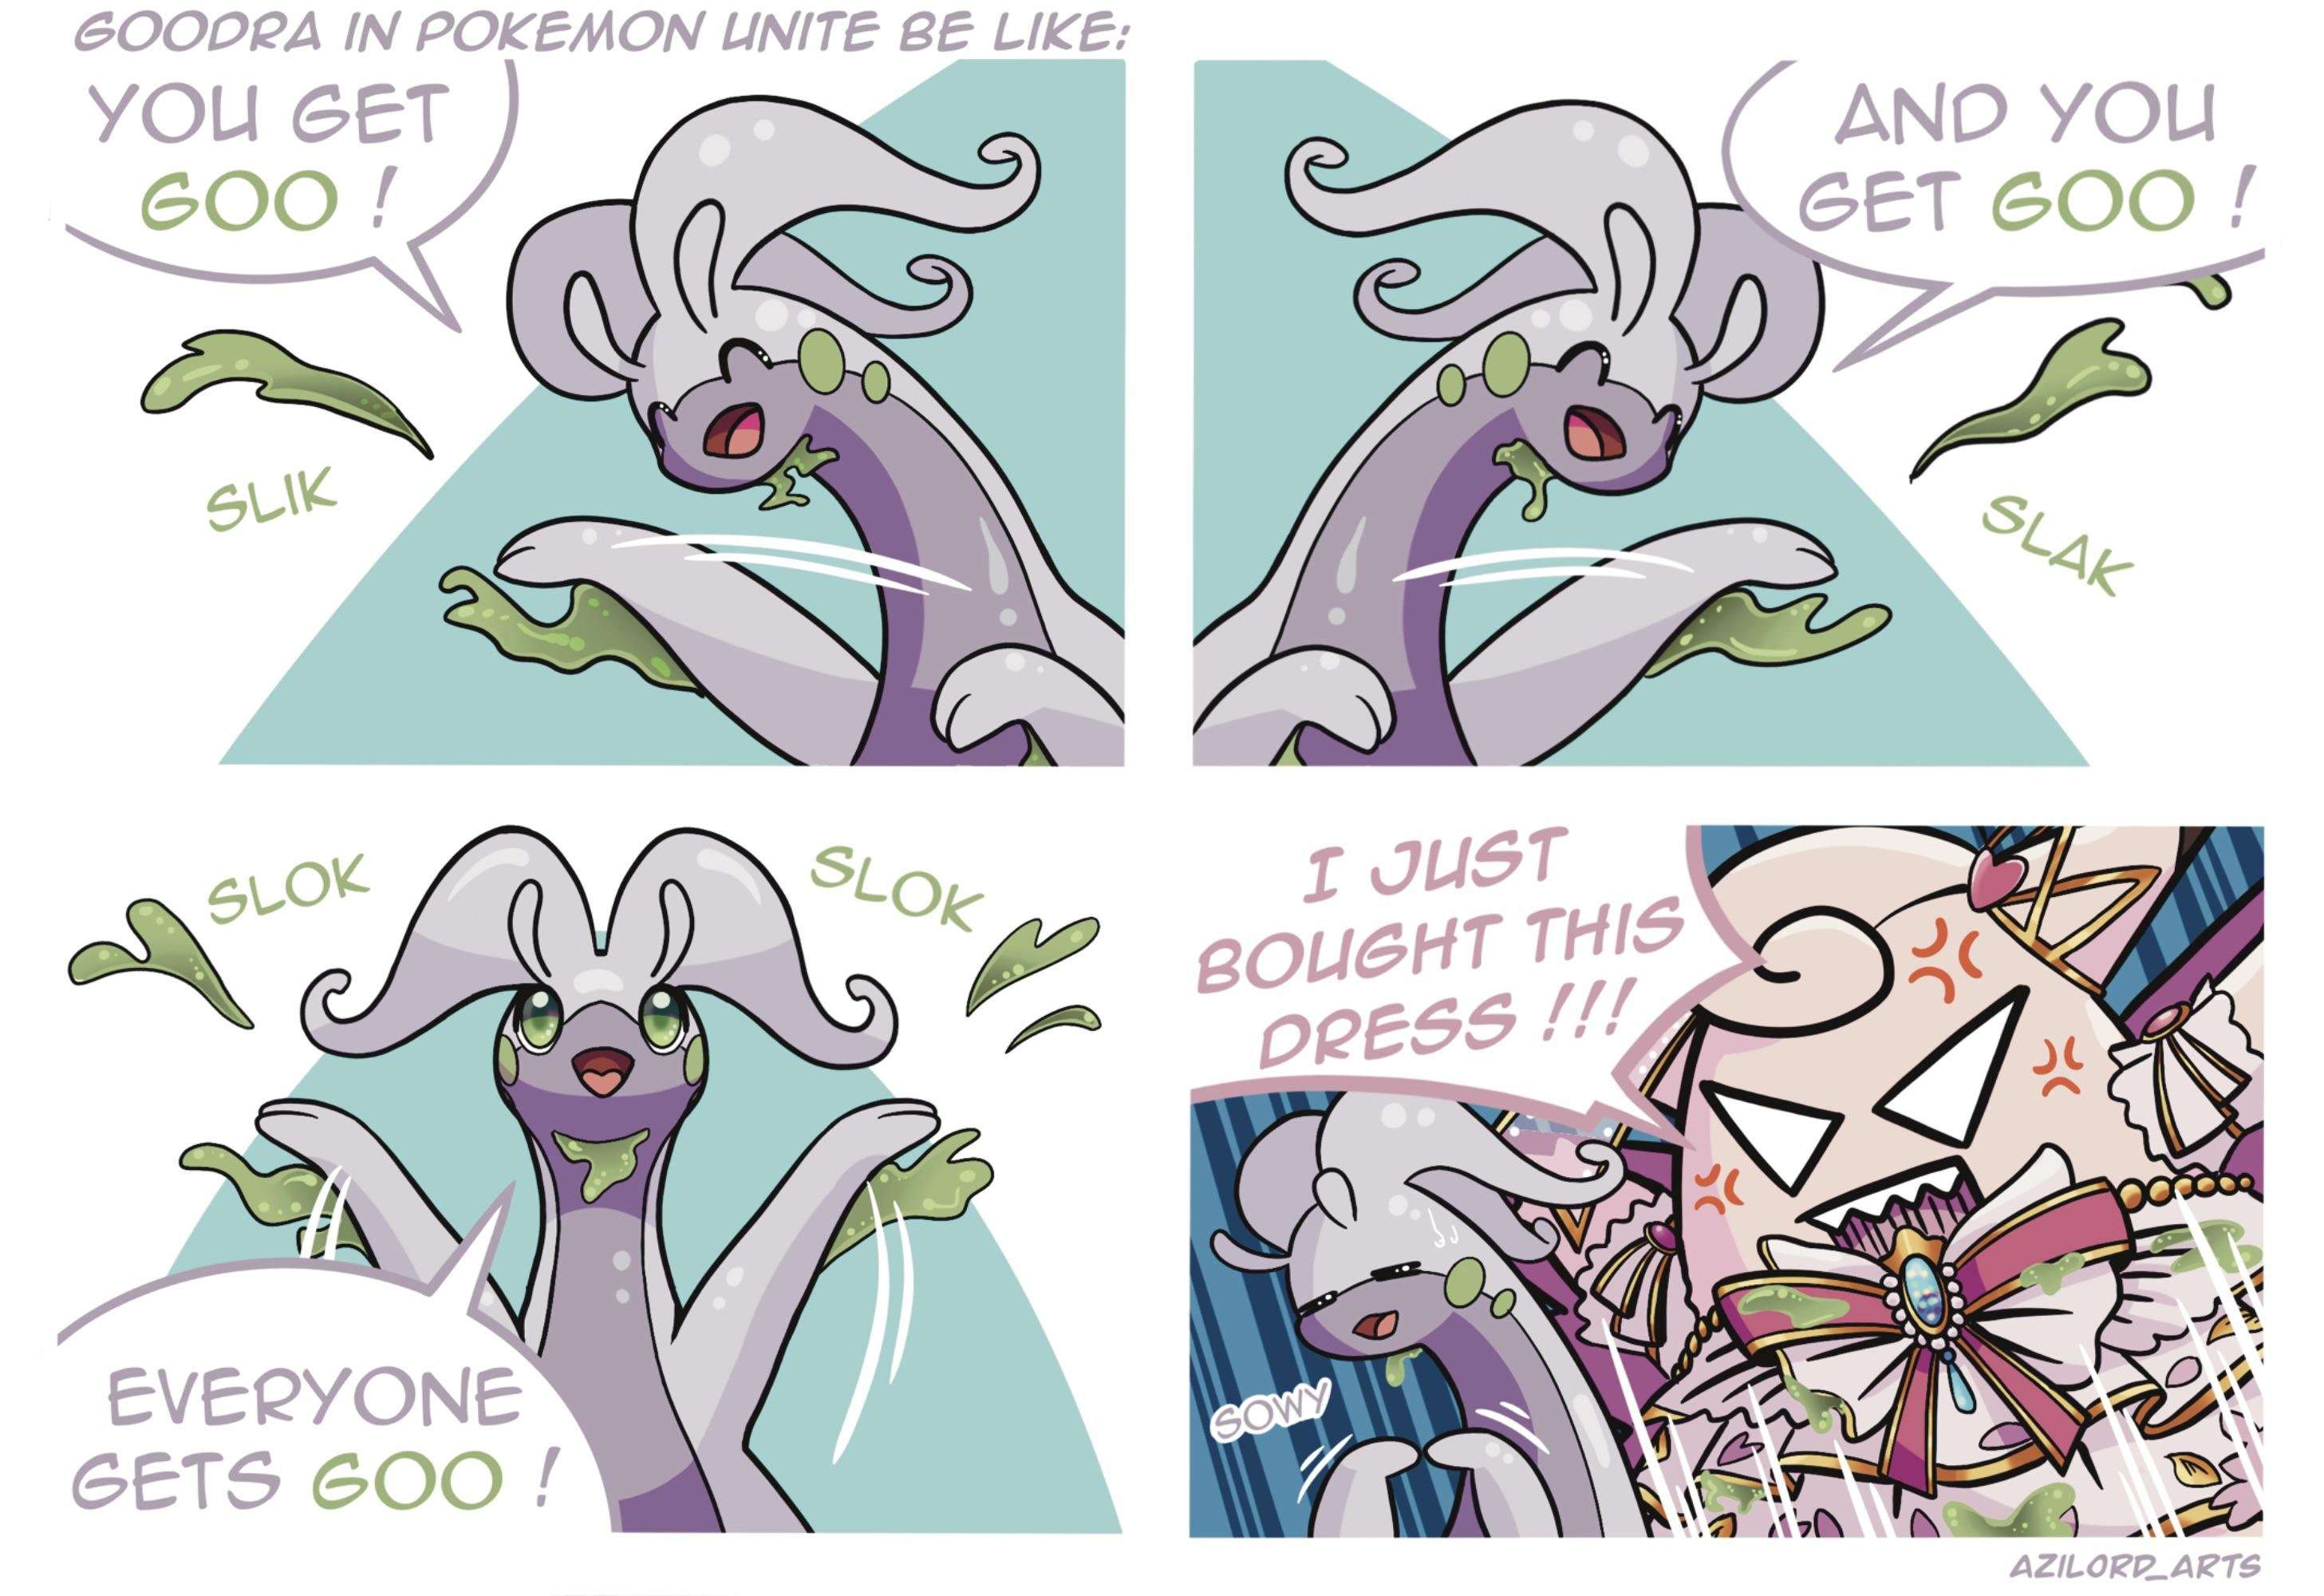 GOODRA IN POKEMON UNITE BE LIKE:
YOU GET
GOO !
SLIK
AND YOU
GET GOO !
SLAK
SLOK
SLOK
EVERYONE
GETS GOO !
I JUST
BOUGHT THIS
DRESS !!!
SOWY
AZILORD_ARTS